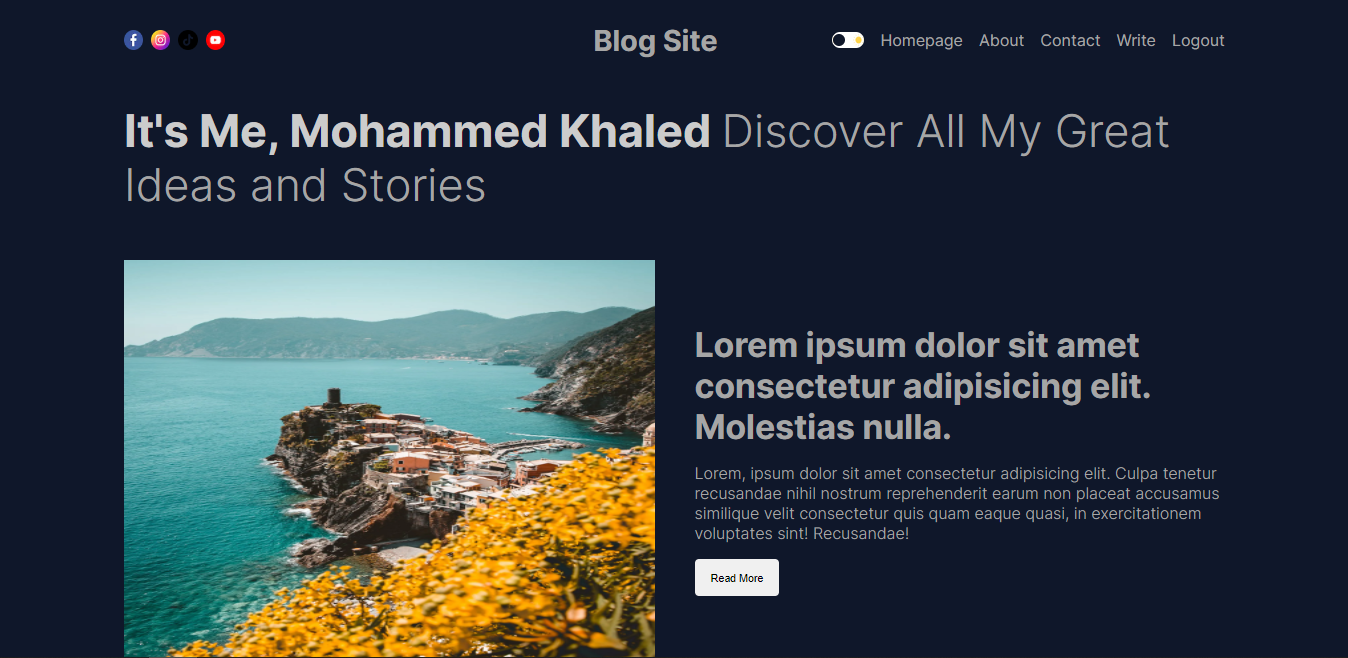 Blog Site
Homepage About Contact Write Logout
It's Me, Mohammed Khaled Discover All My Great
Ideas and Stories
Lorem ipsum dolor sit amet
consectetur adipisicing elit.
Molestias nulla.
Lorem, ipsum dolor sit amet consectetur adipisicing elit. Culpa tenetur
recusandae nihil nostrum reprehenderit earum non placeat accusamus
similique velit consectetur quis quam eaque quasi, in exercitationem
voluptates sint! Recusandae!
Read More